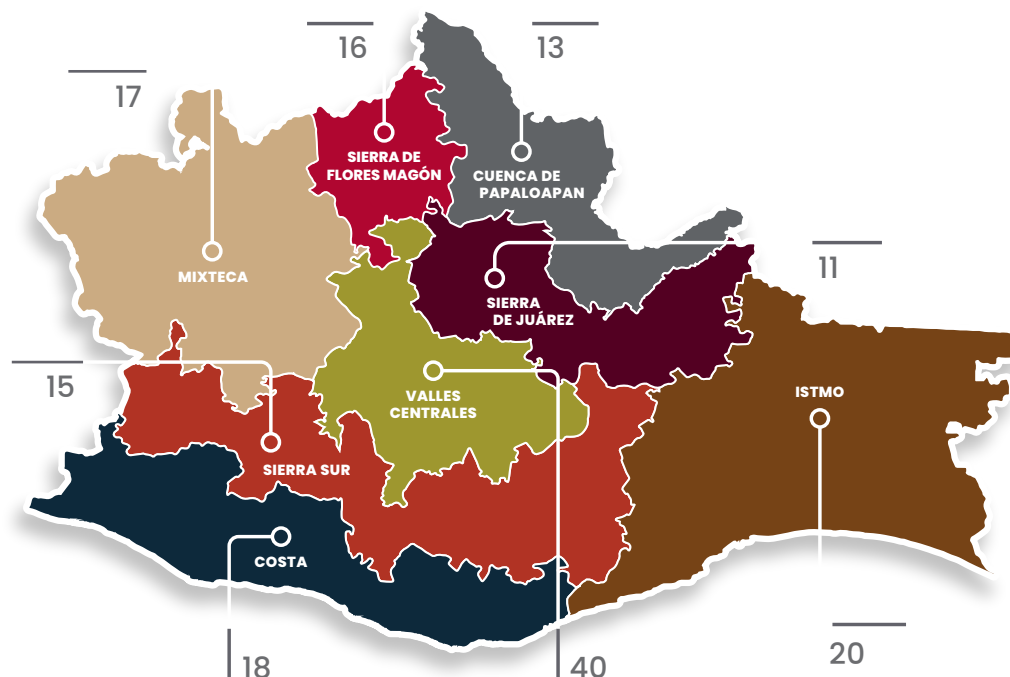 16
13
17
SIERRA DE
FLORES MAGÓN
CUENCA DE
PAPALOAPAN
11
MIXTECA
SIERRA
DE JUÁREZ
15
VALLES
CENTRALES
ISTMO
SIERRA SUR
COSTA
18
40
20